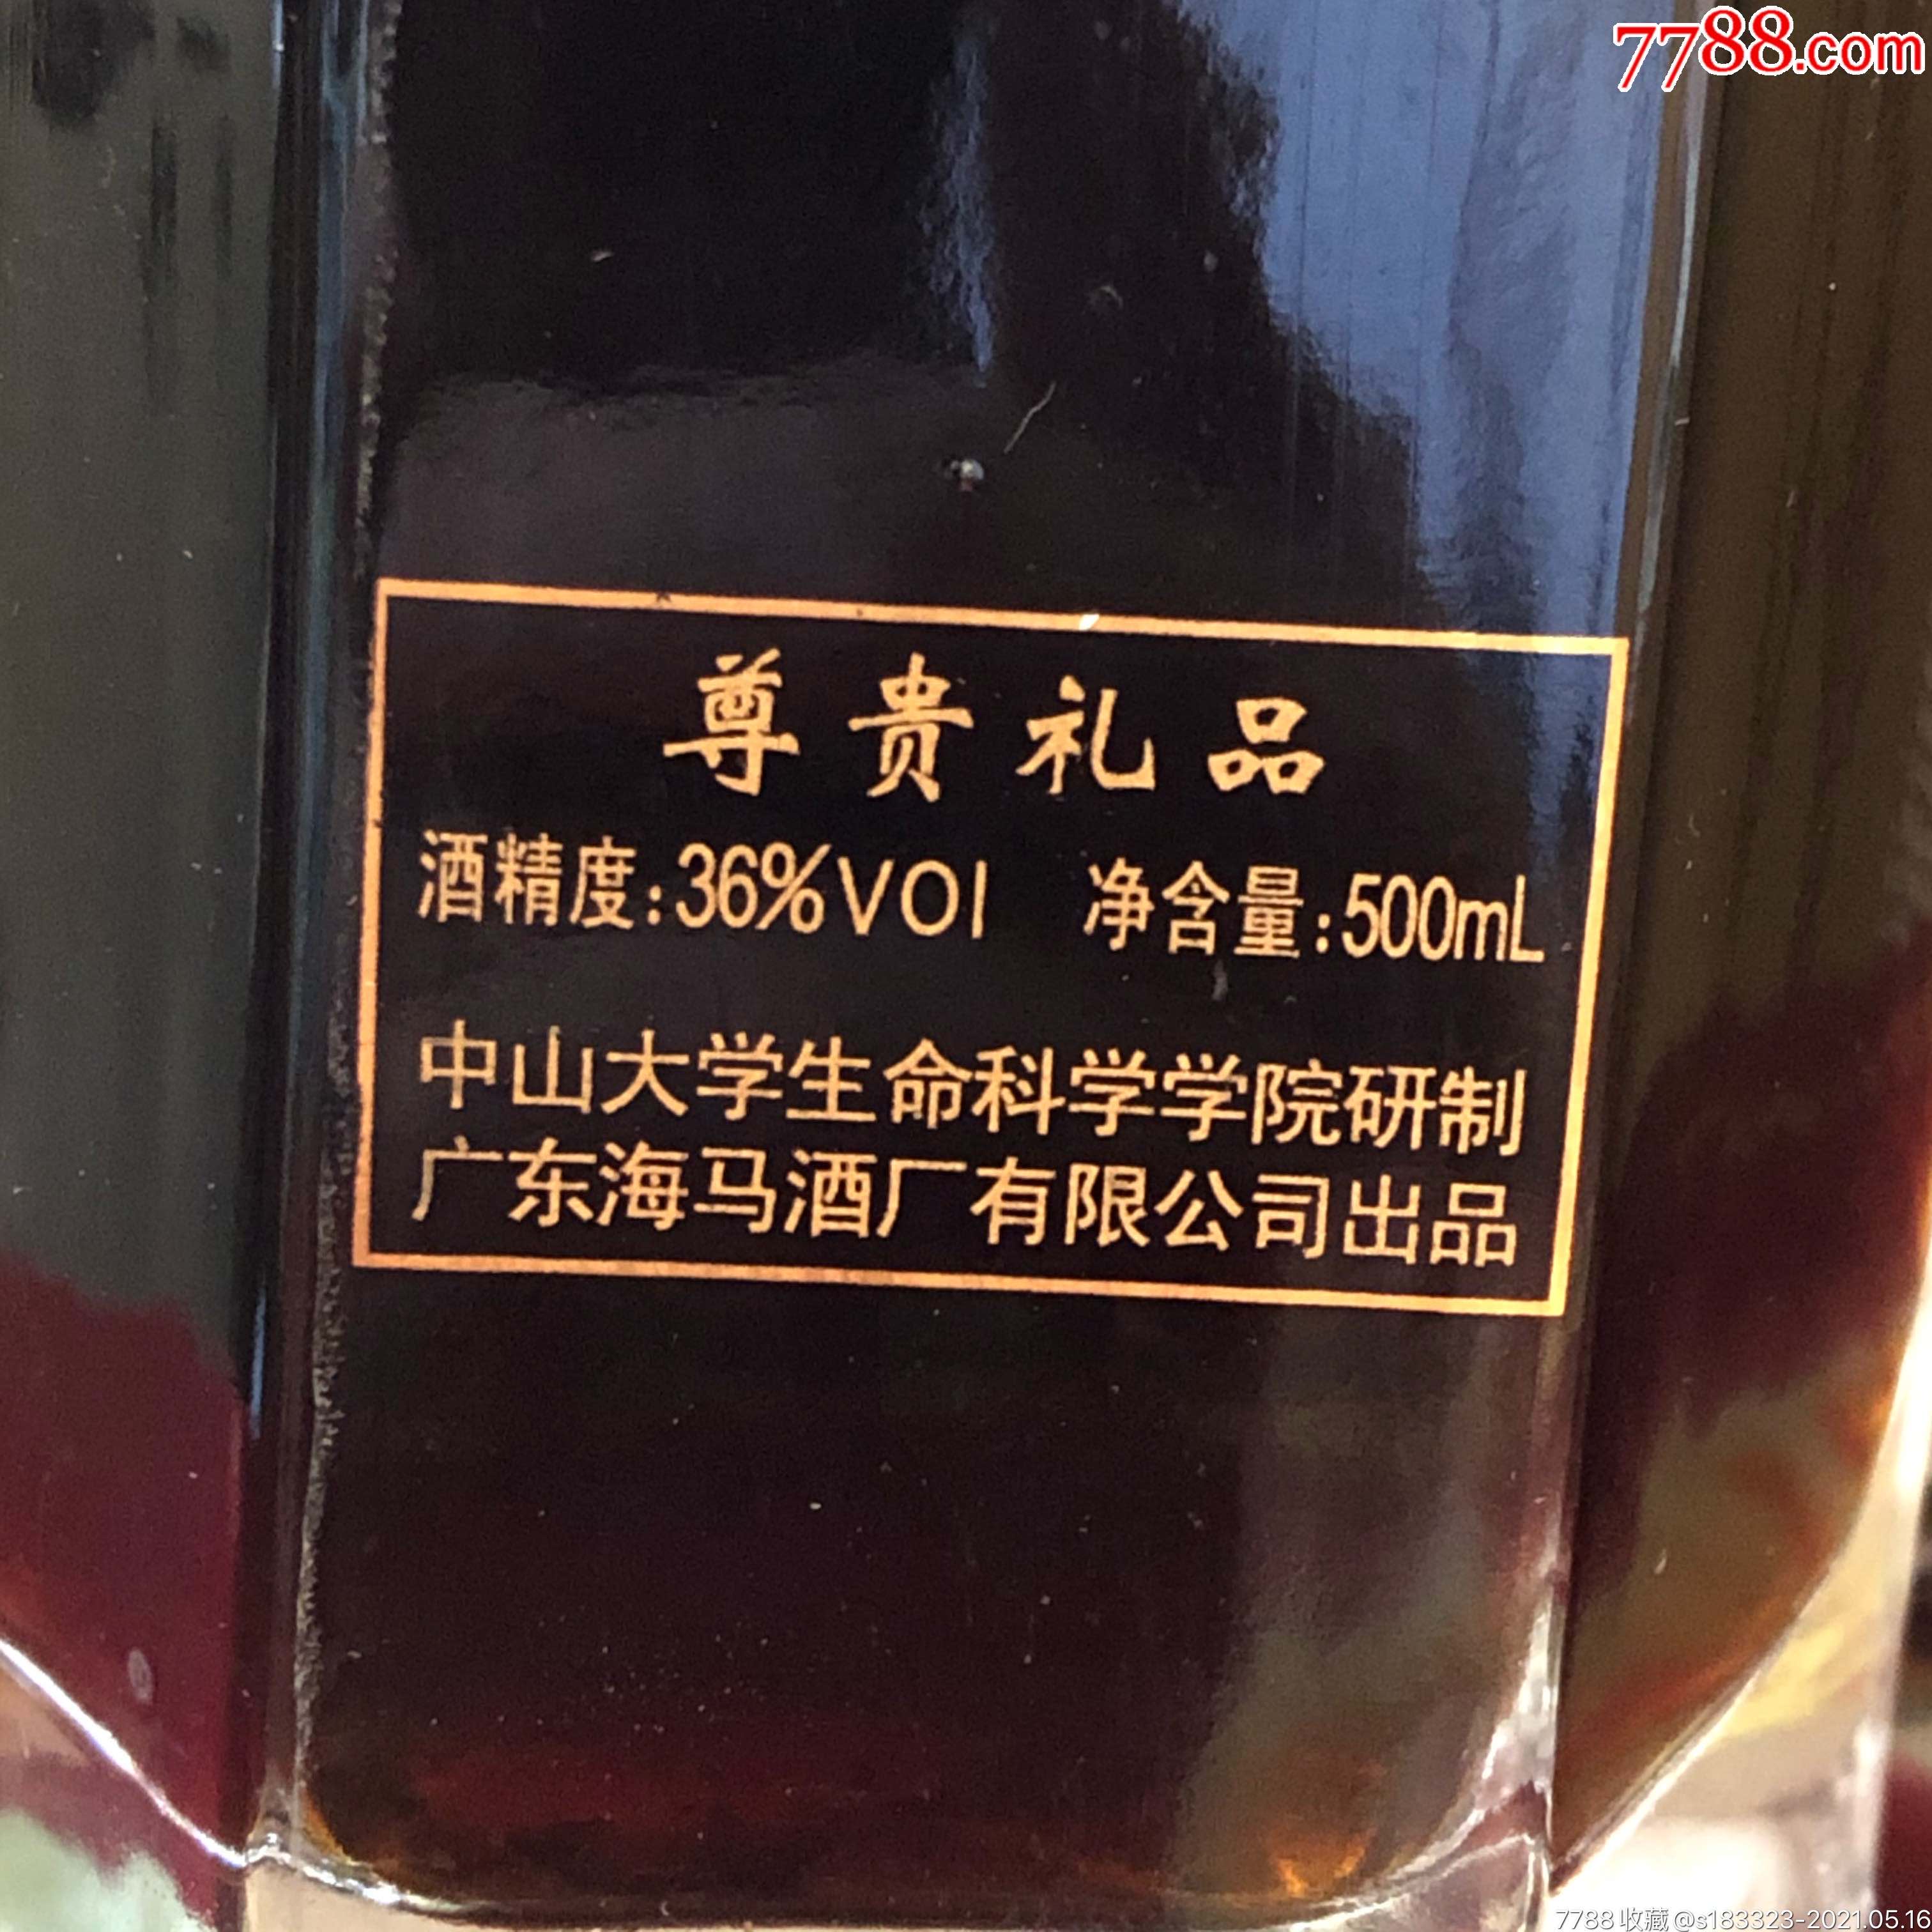 7788.com
尊贵礼品
酒精度:36%VOl 净含量:500mL
中山大学生命科学学院研制
广东海马酒厂有限公司出品
7788收藏@s183323-2021.05.16